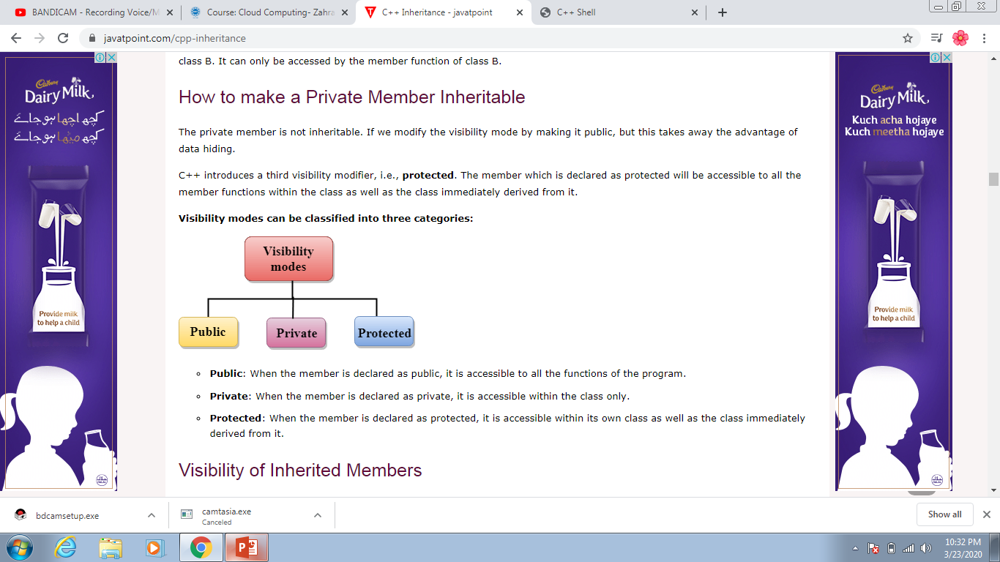 BANDICAM - Recording Voice/M
Course: Cloud Computing- Zahra
C++ Inheritance - javatpoint
C++ Shell
javatpoint.com/cpp-inheritance
Cadbury
Dairy Milk
کچھ اچھا ہو جائے
کچھ میٹھا ہو جائے
Provide milk
to help a child
class B. It can only be accessed by the member function of class B.
How to make a Private Member Inheritable
The private member is not inheritable. If we modify the visibility mode by making it public, but this takes away the advantage of
data hiding.
C++ introduces a third visibility modifier, i.e., protected. The member which is declared as protected will be accessible to all the
member functions within the class as well as the class immediately derived from it.
Visibility modes can be classified into three categories:
Visibility
modes
Public
Private
Protected
Public: When the member is declared as public, it is accessible to all the functions of the program.
Private: When the member is declared as private, it is accessible within the class only.
Protected: When the member is declared as protected, it is accessible within its own class as well as the class immediately
derived from it.
Visibility of Inherited Members
Cadbury
Dairy Milk
Kuch acha hojaye
Kuch meetha hojaye
Provide milk
to help a child
bdcamsetup.exe
camtasia.exe
Canceled
Show all
10:32 PM
3/23/2020